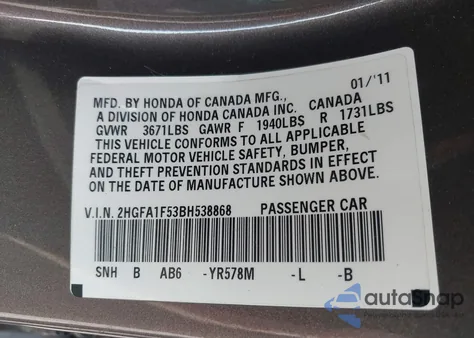 01/'11
MFD. BY HONDA OF CANADA MFG.,
A DIVISION OF HONDA CANADA INC. CANADA
GVWR 3671LBS GAWR F 1940LBS R 1731LBS
THIS VEHICLE CONFORMS TO ALL APPLICABLE
FEDERAL MOTOR VEHICLE SAFETY, BUMPER,
AND THEFT PREVENTION STANDARDS IN EFFECT
ON THE DATE OF MANUFACTURE SHOWN ABOVE.
V.I.N. 2HGFA1F53BH538868 PASSENGER CAR
SNH B AB6 -YR578M -L -B
autoSnap